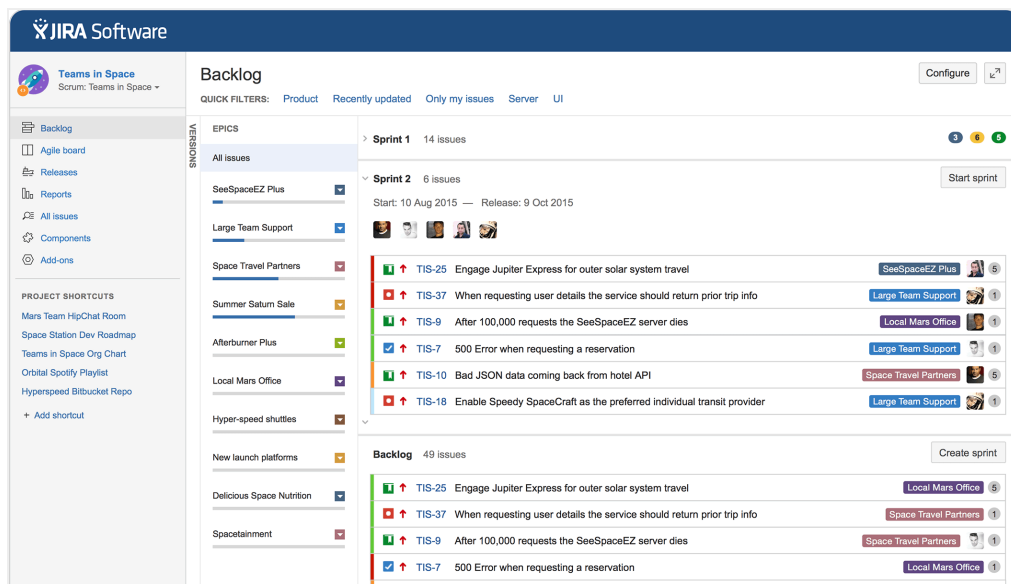 JIRA Software
Teams in Space
Scrum: Teams in Space
Backlog
Agile board
Releases
Reports
All issues
Components
Add-ons
PROJECT SHORTCUTS
Mars Team HipChat Room
Space Station Dev Roadmap
Teams in Space Org Chart
Orbital Spotify Playlist
Hyperspeed Bitbucket Repo
+ Add shortcut
Backlog
Configure
QUICK FILTERS: Product Recently updated Only my issues Server UI
VERSIONS
EPICS
All issues
SeeSpaceEZ Plus
Large Team Support
Space Travel Partners
Summer Saturn Sale
Afterburner Plus
Local Mars Office
Hyper-speed shuttles
New launch platforms
Delicious Space Nutrition
Spacetainment
Sprint 1 14 issues 3 6 5
Sprint 2 6 issues Start sprint
Start: 10 Aug 2015 — Release: 9 Oct 2015
TIS-25 Engage Jupiter Express for outer solar system travel SeeSpaceEZ Plus 5
TIS-37 When requesting user details the service should return prior trip info Large Team Support 1
TIS-9 After 100,000 requests the SeeSpaceEZ server dies Local Mars Office 1
TIS-7 500 Error when requesting a reservation Large Team Support 1
TIS-10 Bad JSON data coming back from hotel API Space Travel Partners 5
TIS-18 Enable Speedy SpaceCraft as the preferred individual transit provider Large Team Support 1
Backlog 49 issues Create sprint
TIS-25 Engage Jupiter Express for outer solar system travel Local Mars Office 5
TIS-37 When requesting user details the service should return prior trip info Space Travel Partners 1
TIS-9 After 100,000 requests the SeeSpaceEZ server dies Space Travel Partners 1
TIS-7 500 Error when requesting a reservation Local Mars Office 1